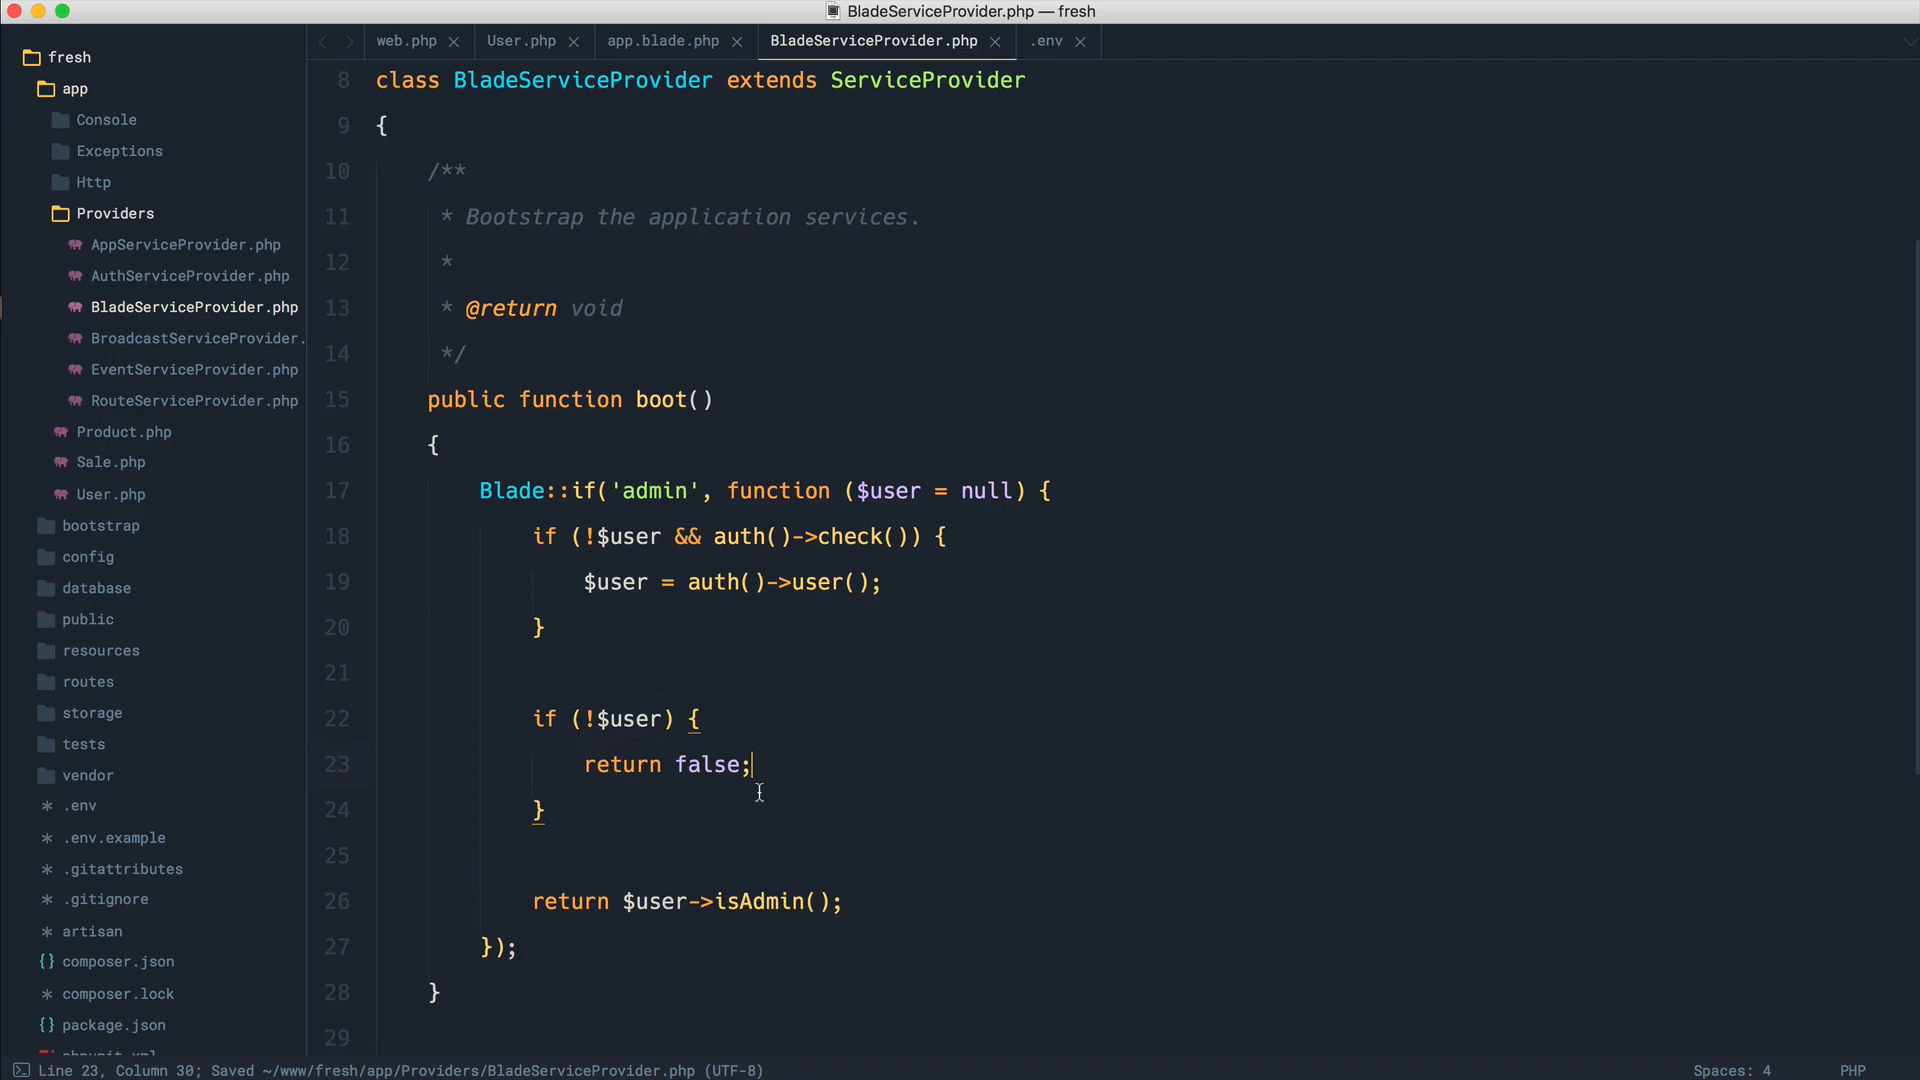 BladeServiceProvider.php — fresh
web.php
User.php
app.blade.php
BladeServiceProvider.php
.env
fresh
app
Console
Exceptions
Http
Providers
AppServiceProvider.php
AuthServiceProvider.php
BladeServiceProvider.php
BroadcastServiceProvider.
EventServiceProvider.php
RouteServiceProvider.php
Product.php
Sale.php
User.php
bootstrap
config
database
public
resources
routes
storage
tests
vendor
.env
.env.example
.gitattributes
.gitignore
artisan
composer.json
composer.lock
package.json
phpunit.xml
8 class BladeServiceProvider extends ServiceProvider
9 {
10 /**
11 * Bootstrap the application services.
12 *
13 * @return void
14 */
15 public function boot()
16 {
17 Blade::if('admin', function ($user = null) {
18 if (!$user && auth()->check()) {
19 $user = auth()->user();
20 }
21
22 if (!$user) {
23 return false;
24 }
25
26 return $user->isAdmin();
27 });
28 }
29
Line 23, Column 30; Saved ~/www/fresh/app/Providers/BladeServiceProvider.php (UTF-8)
Spaces: 4
PHP